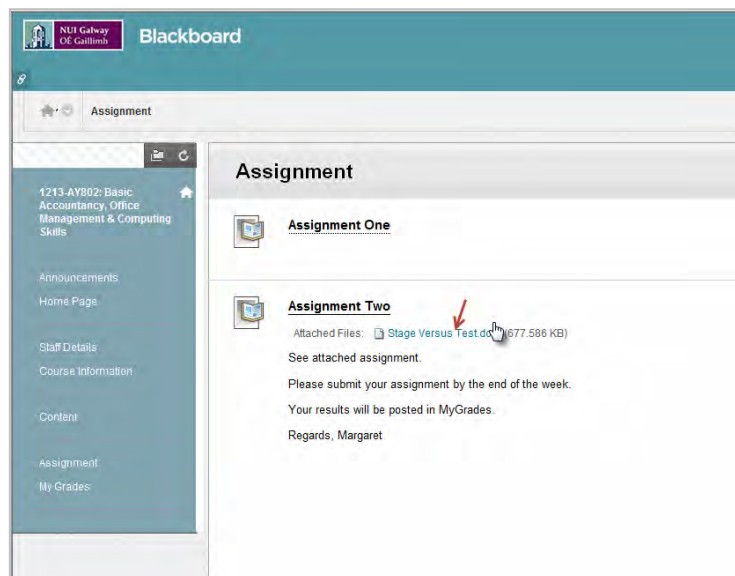 NUI Galway
OÉ Gaillimh
Blackboard
Assignment
1213-AY802: Basic
Accountancy, Office
Management & Computing
Skills
Announcements
Home Page
Staff Details
Course Information
Content
Assignment
My Grades
Assignment
Assignment One
Assignment Two
Attached Files: Stage Versus (677.586 KB)
See attached assignment.
Please submit your assignment by the end of the week.
Your results will be posted in MyGrades.
Regards, Margaret